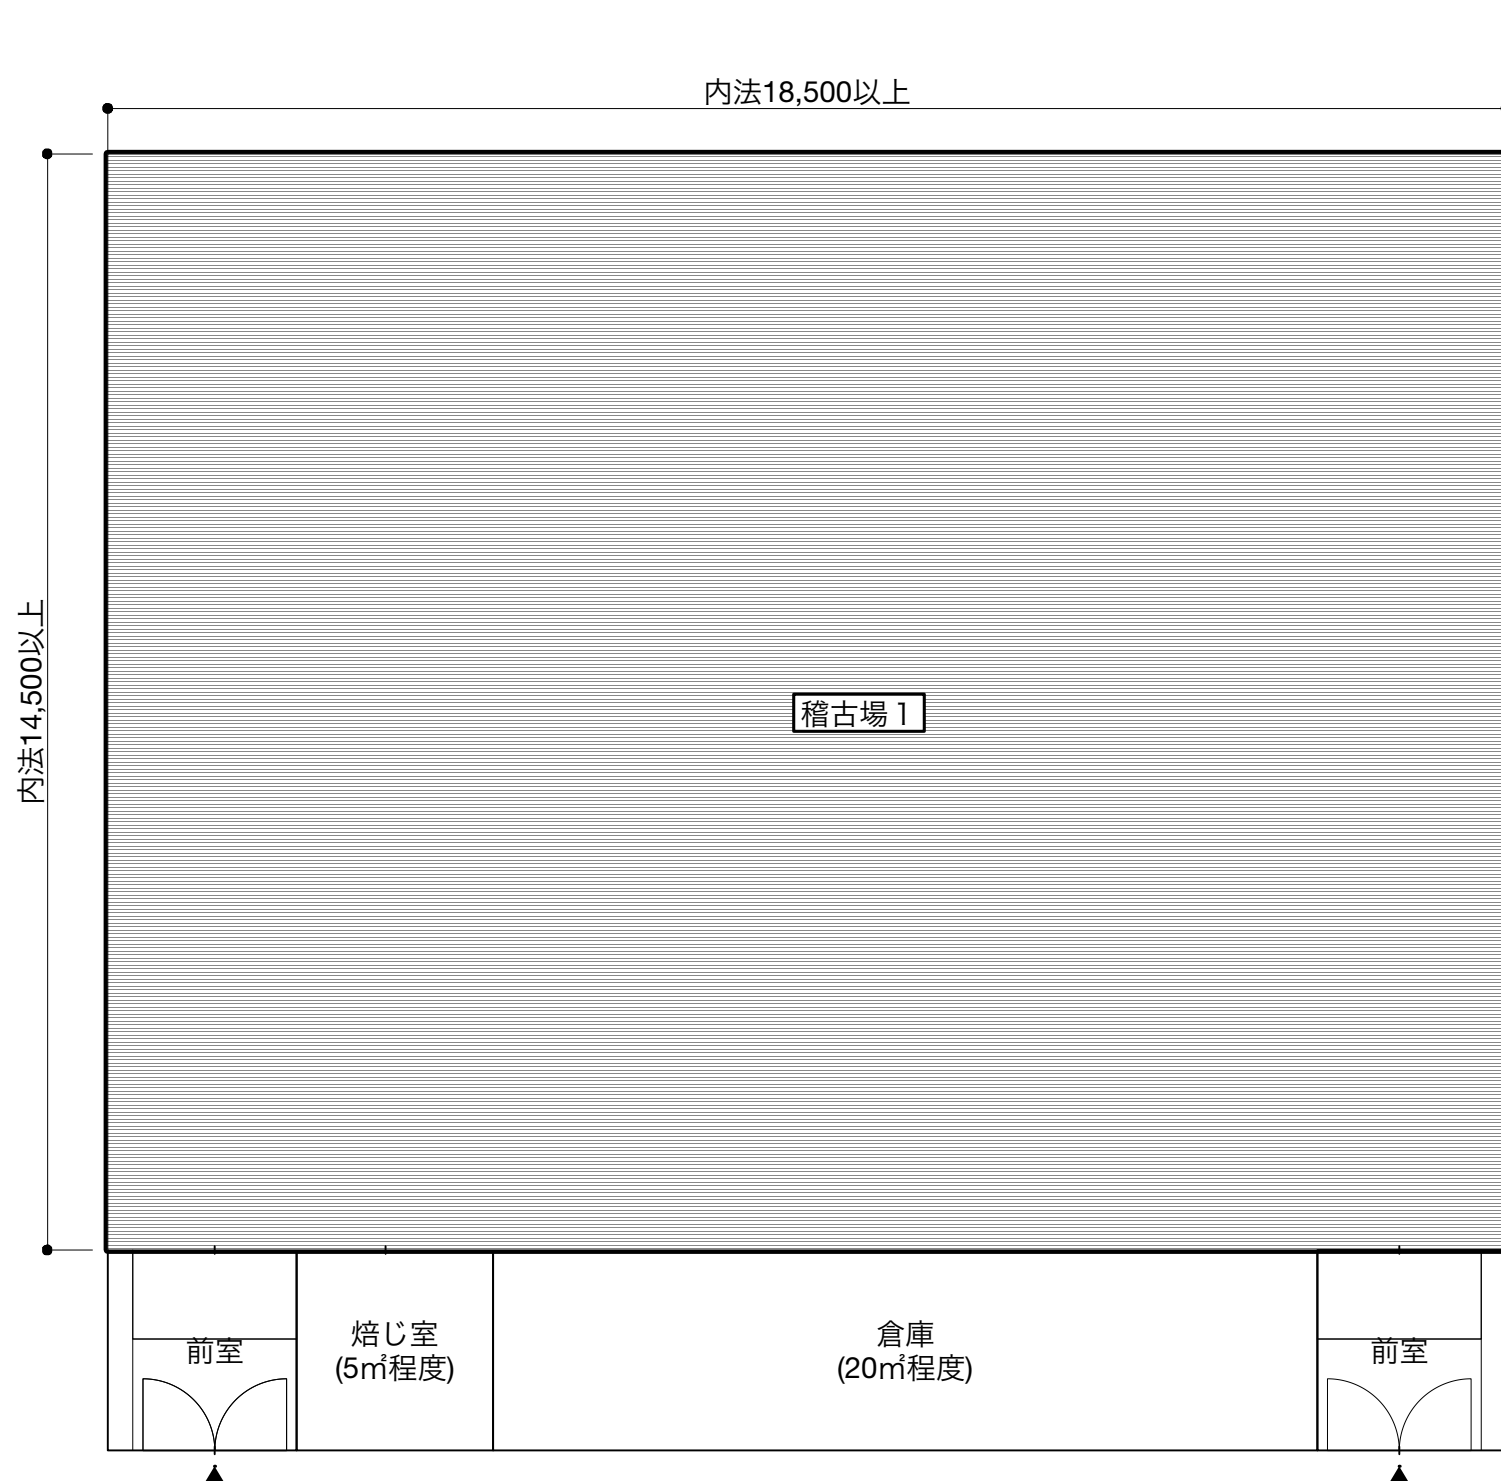 内法18,500以上
内法14,500以上
稽古場１
前室
焙じ室
(5㎡程度)
倉庫
(20㎡程度)
前室